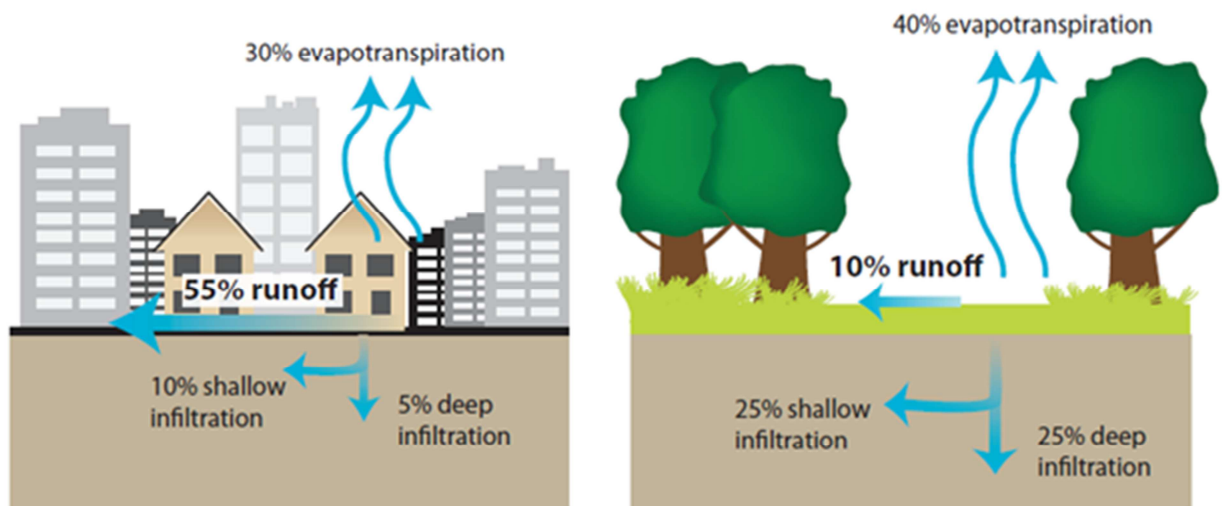 30% evapotranspiration
55% runoff
10% shallow
infiltration
5% deep
infiltration
40% evapotranspiration
10% runoff
25% shallow
infiltration
25% deep
infiltration